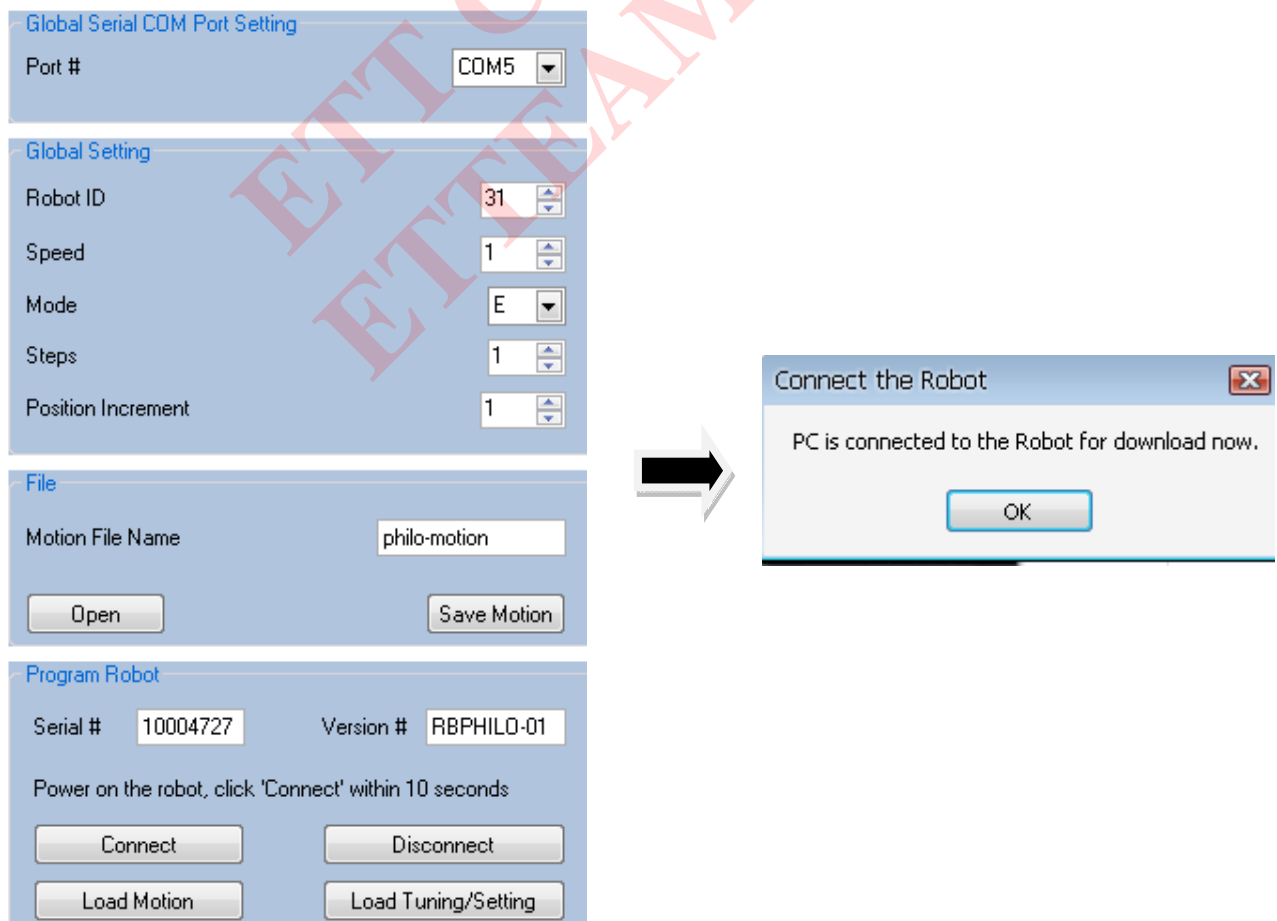 Global Serial COM Port Setting
Port # COM5
Global Setting
Robot ID 31
Speed 1
Mode E
Steps 1
Position Increment 1
File
Motion File Name philo-motion
Open Save Motion
Program Robot
Serial # 10004727 Version # RBPHILO-01
Power on the robot, click 'Connect' within 10 seconds
Connect Disconnect
Load Motion Load Tuning/Setting
Connect the Robot
PC is connected to the Robot for download now.
OK
ETT
ETTEAM